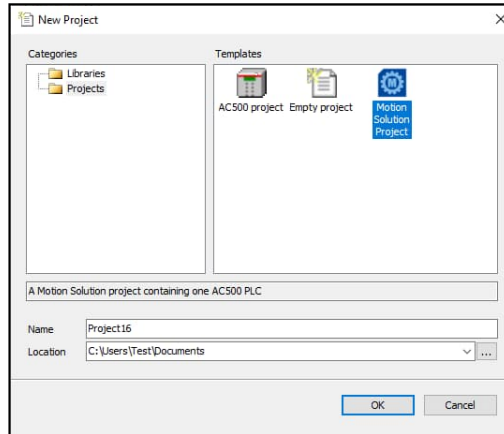 New Project
Categories
Templates
Libraries
Projects
AC500 project
Empty project
Motion
Solution
Project
A Motion Solution project containing one AC500 PLC
Name
Project16
Location
C:\Users\Test\Documents
...
OK
Cancel